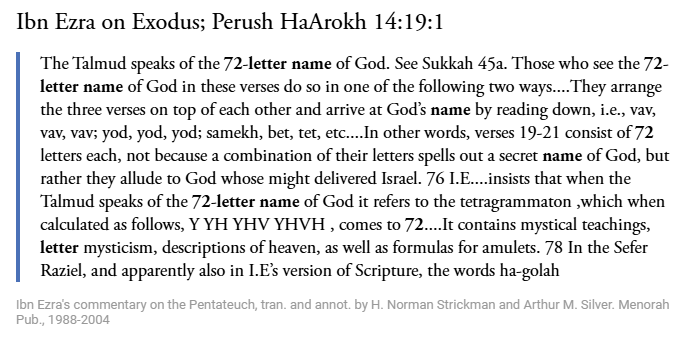 Ibn Ezra on Exodus; Perush HaArokh 14:19:1
The Talmud speaks of the 72-letter name of God. See Sukkah 45a. Those who see the 72-
letter name of God in these verses do so in one of the following two ways....They arrange
the three verses on top of each other and arrive at God's name by reading down, i.e., vav,
vav, vav; yod, yod, yod; samekh, bet, tet, etc....In other words, verses 19-21 consist of 72
letters each, not because a combination of their letters spells out a secret name of God, but
rather they allude to God whose might delivered Israel. 76 I.E....insists that when the
Talmud speaks of the 72-letter name of God it refers to the tetragrammaton ,which when
calculated as follows, Y YH YHV YHVH , comes to 72....It contains mystical teachings,
letter mysticism, descriptions of heaven, as well as formulas for amulets. 78 In the Sefer
Raziel, and apparently also in I.E's version of Scripture, the words ha-golah
Ibn Ezra's commentary on the Pentateuch, tran. and annot. by H. Norman Strickman and Arthur M. Silver. Menorah
Pub., 1988-2004